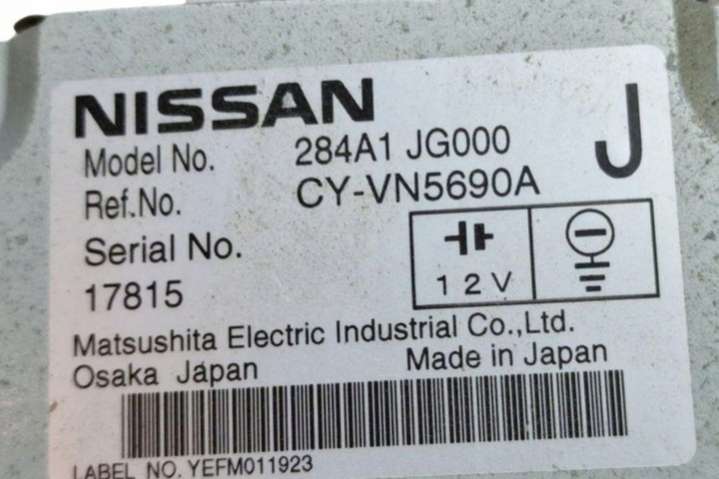 NISSAN J
Model No. 284A1 JG000
Ref.No. CY-VN5690A
Serial No.
17815
12V
Matsushita Electric Industrial Co.,Ltd.
Osaka Japan Made in Japan
LABEL NO. YEFM011923